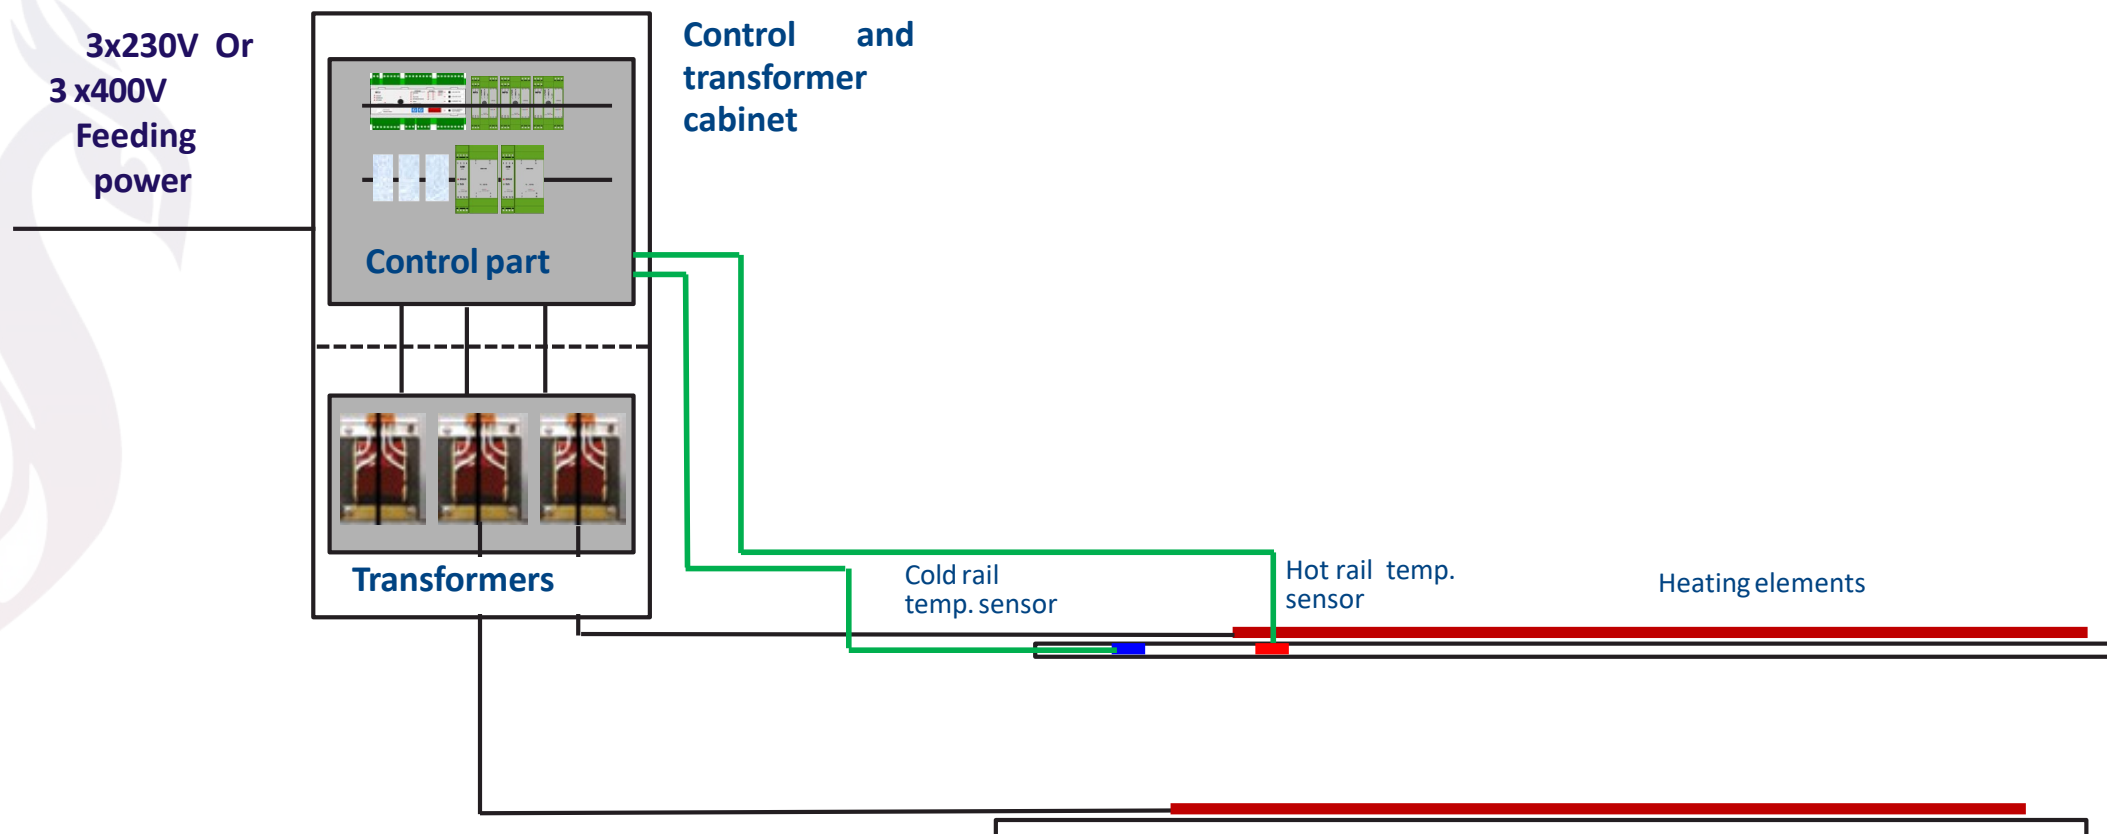 3x230V Or
3 x400V
Feeding
power
Control and
transformer
cabinet
Control part
Transformers
Cold rail
temp. sensor
Hot rail temp.
sensor
Heating elements